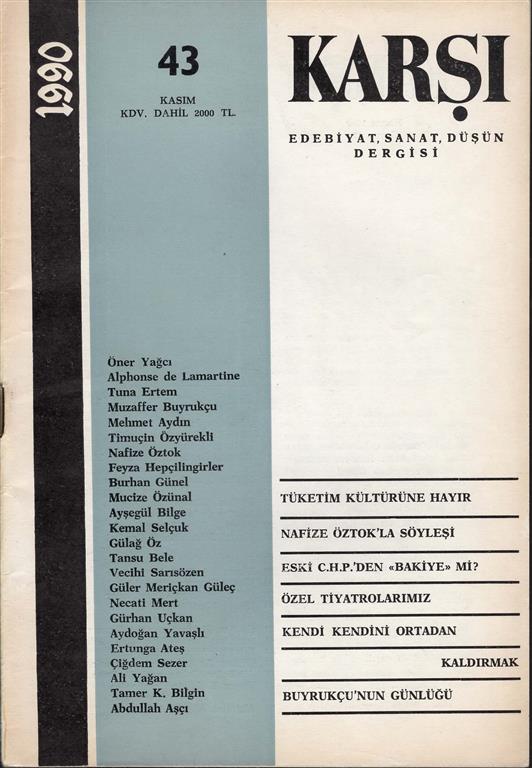 1990
43
KASIM
KDV. DAHİL 2000 TL.
KARŞI
EDEBİYAT, SANAT, DÜŞÜN
DERGİSİ
Öner Yağcı
Alphonse de Lamartine
Tuna Ertem
Muzaffer Buyrukçu
Mehmet Aydın
Timuçin Özyürekli
Nafize Öztok
Feyza Hepçilingirler
Burhan Günel
Mucize Özünal
Ayşegül Bilge
Kemal Selçuk
Gülağ Öz
Tansu Bele
Vecihi Sarısözen
Güler Meriçkan Güleç
Necati Mert
Gürhan Uçkan
Aydoğan Yavaşlı
Ertunga Ateş
Çiğdem Sezer
Ali Yağan
Tamer K. Bilgin
Abdullah Aşçı
TÜKETİM KÜLTÜRÜNE HAYIR
NAFİZE ÖZTOK'LA SÖYLEŞİ
ESKİ C.H.P.'DEN «BAKİYE» Mİ?
ÖZEL TİYATROLARIMIZ
KENDİ KENDİNİ ORTADAN
KALDIRMAK
BUYRUKÇU'NUN GÜNLÜĞÜ